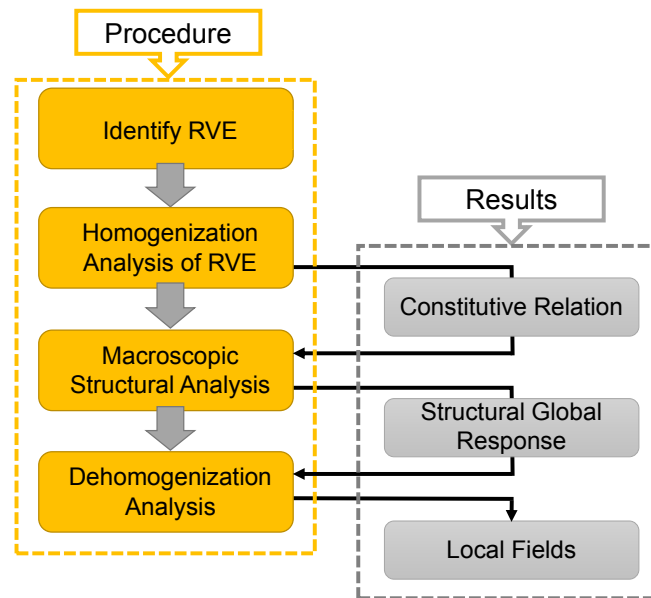 Procedure
Identify RVE
Homogenization
Analysis of RVE
Macroscopic
Structural Analysis
Dehomogenization
Analysis
Results
Constitutive Relation
Structural Global
Response
Local Fields